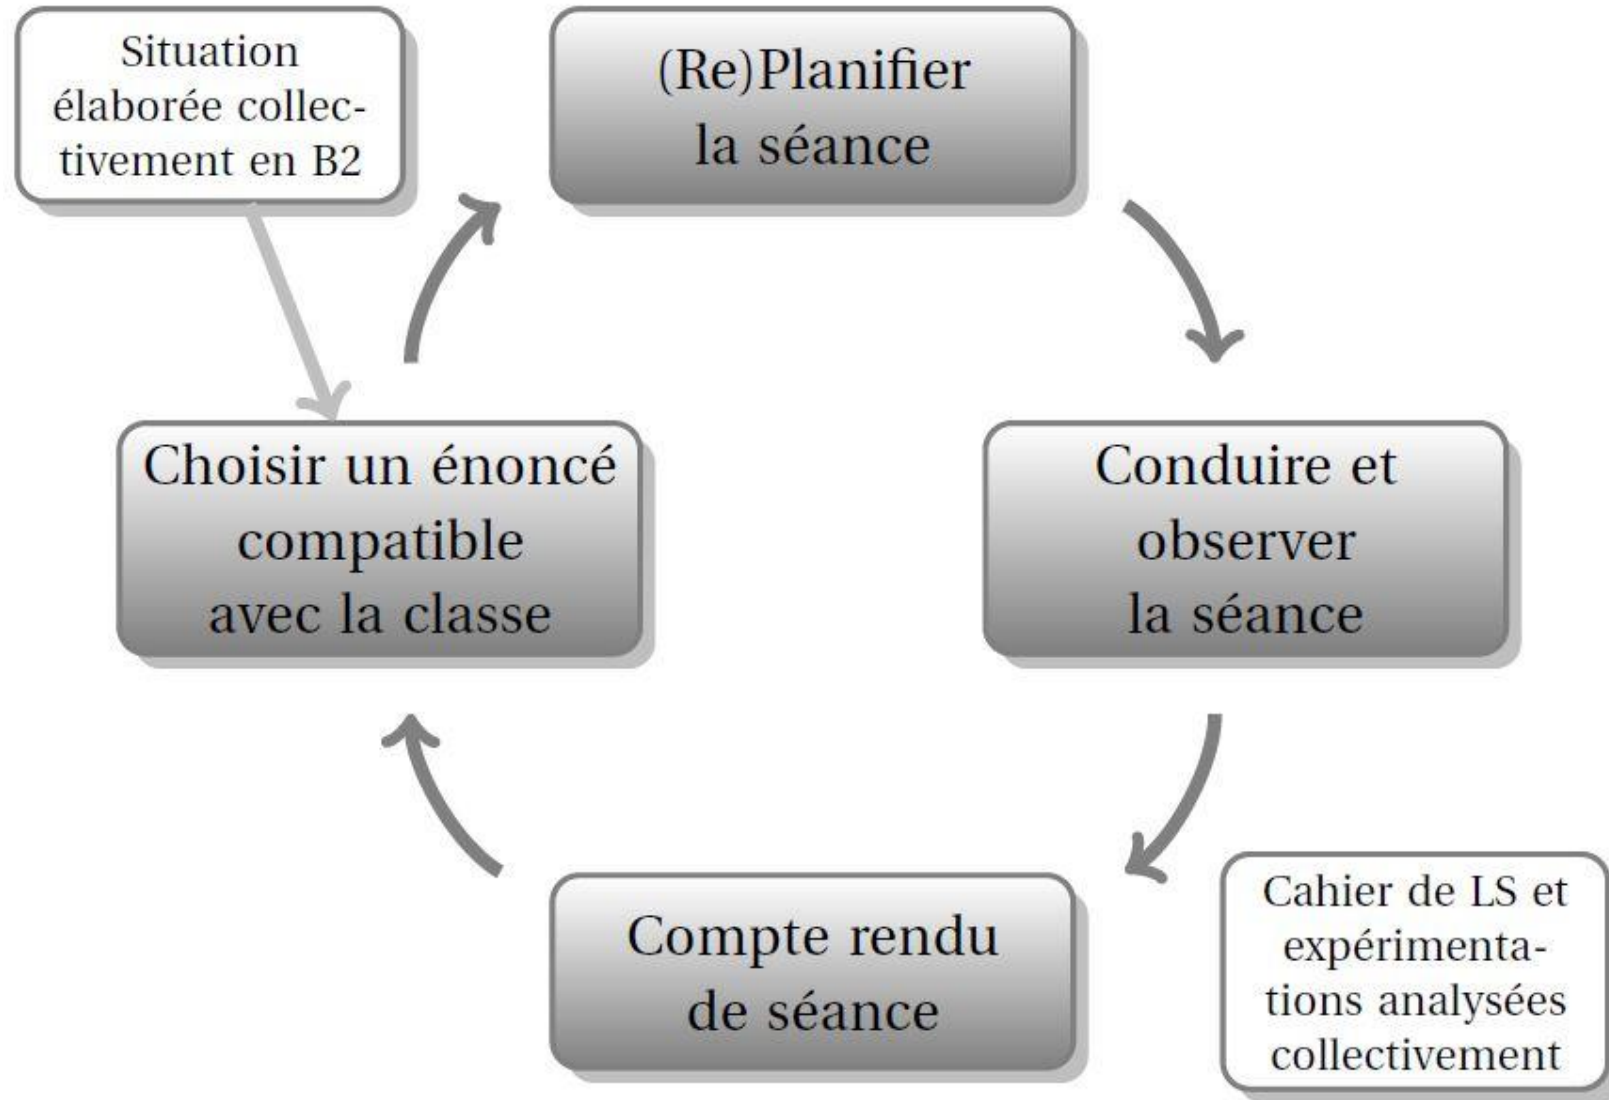 Situation
élaborée collec-
tivement en B2
(Re)Planifier
la séance
Choisir un énoncé
compatible
avec la classe
Conduire et
observer
la séance
Compte rendu
de séance
Cahier de LS et
expérimenta-
tions analysées
collectivement